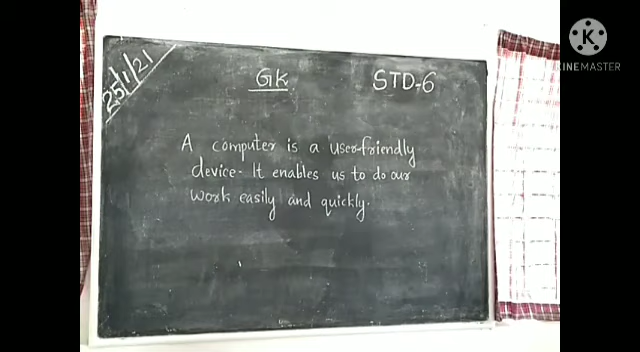 25/1/21
GK
STD-6
A computer is a user-friendly
device. It enables us to do our
work easily and quickly.
KINEMASTER